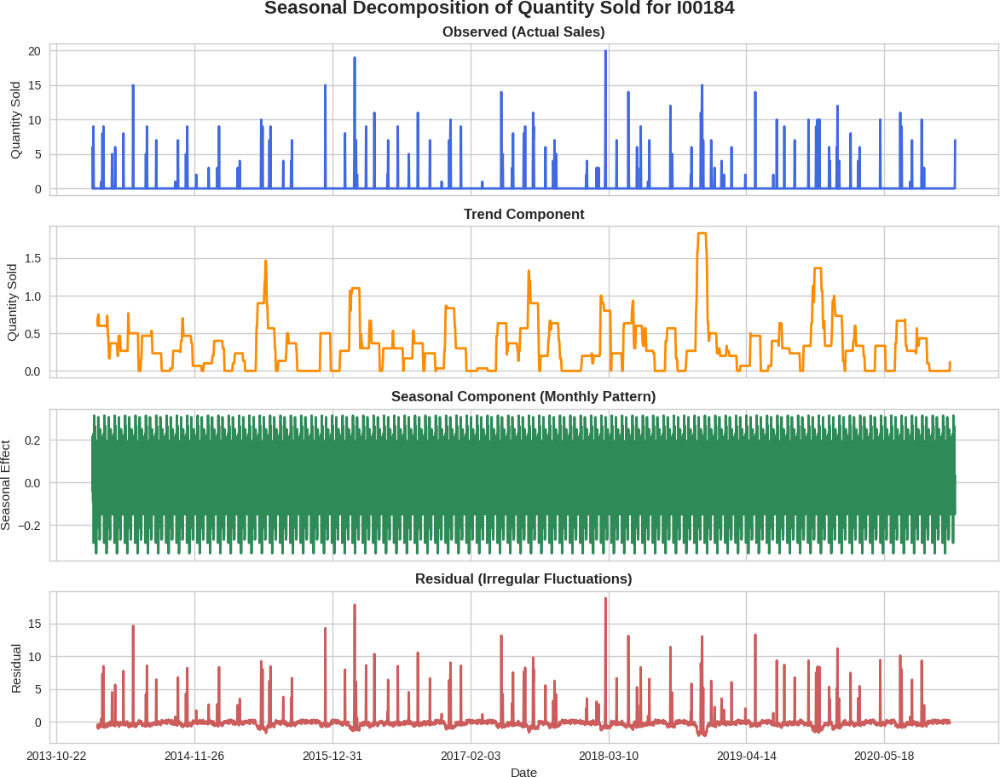 Seasonal Decomposition of Quantity Sold for I00184
Observed (Actual Sales)
Quantity Sold
20
15
10
5
0
Trend Component
Quantity Sold
1.5
1.0
0.5
0.0
Seasonal Component (Monthly Pattern)
Seasonal Effect
0.2
0.0
−0.2
Residual (Irregular Fluctuations)
Residual
15
10
5
0
2013-10-22 2014-11-26 2015-12-31 2017-02-03 2018-03-10 2019-04-14 2020-05-18
Date